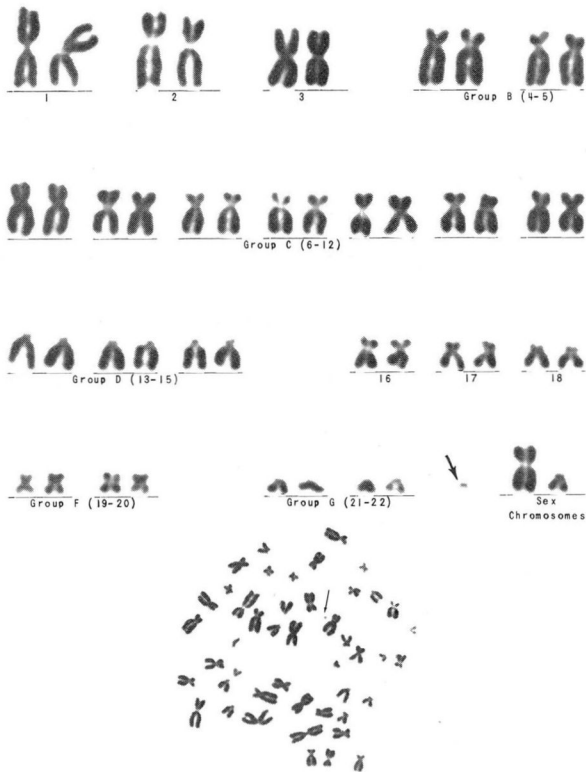 1 2 3 Group B (4-5)
Group C (6-12)
Group D (13-15) 16 17 18
Group F (19-20) Group G (21-22) Sex
Chromosomes